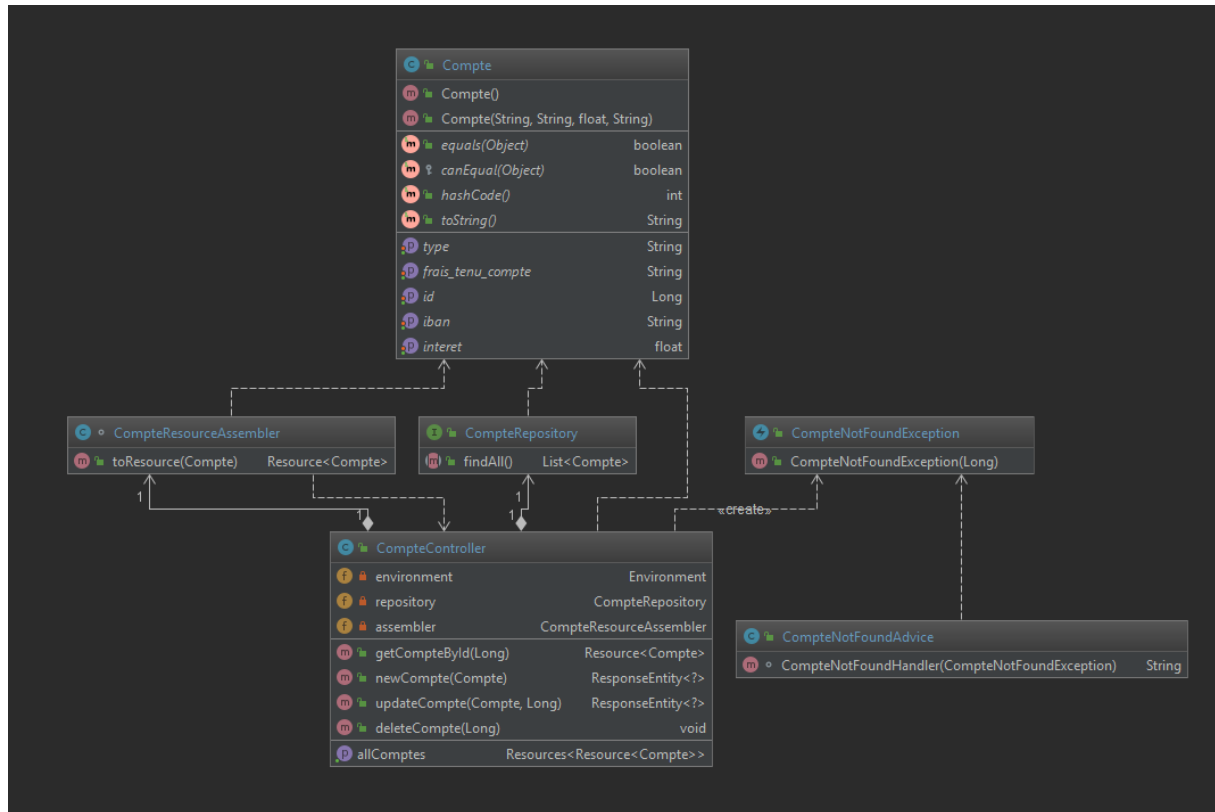 Compte
Compte()
Compte(String, String, float, String)
equals(Object) boolean
canEqual(Object) boolean
hashCode() int
toString() String
type String
frais_tenu_compte String
id Long
iban String
interet float
CompteResourceAssembler
toResource(Compte) Resource<Compte>
CompteRepository
findAll() List<Compte>
CompteNotFoundException
CompteNotFoundException(Long)
1
1
1
1
«create»
CompteController
environment Environment
repository CompteRepository
assembler CompteResourceAssembler
getCompteById(Long) Resource<Compte>
newCompte(Compte) ResponseEntity<?>
updateCompte(Compte, Long) ResponseEntity<?>
deleteCompte(Long) void
allComptes Resources<Resource<Compte>>
CompteNotFoundAdvice
CompteNotFoundHandler(CompteNotFoundException) String